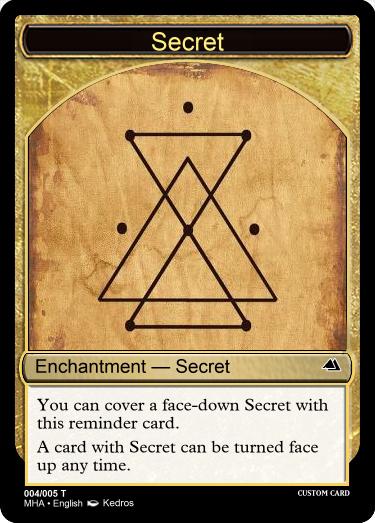 Secret
Enchantment — Secret
You can cover a face-down Secret with
this reminder card.
A card with Secret can be turned face
up any time.
004/005 T
MHA • English Kedros
CUSTOM CARD